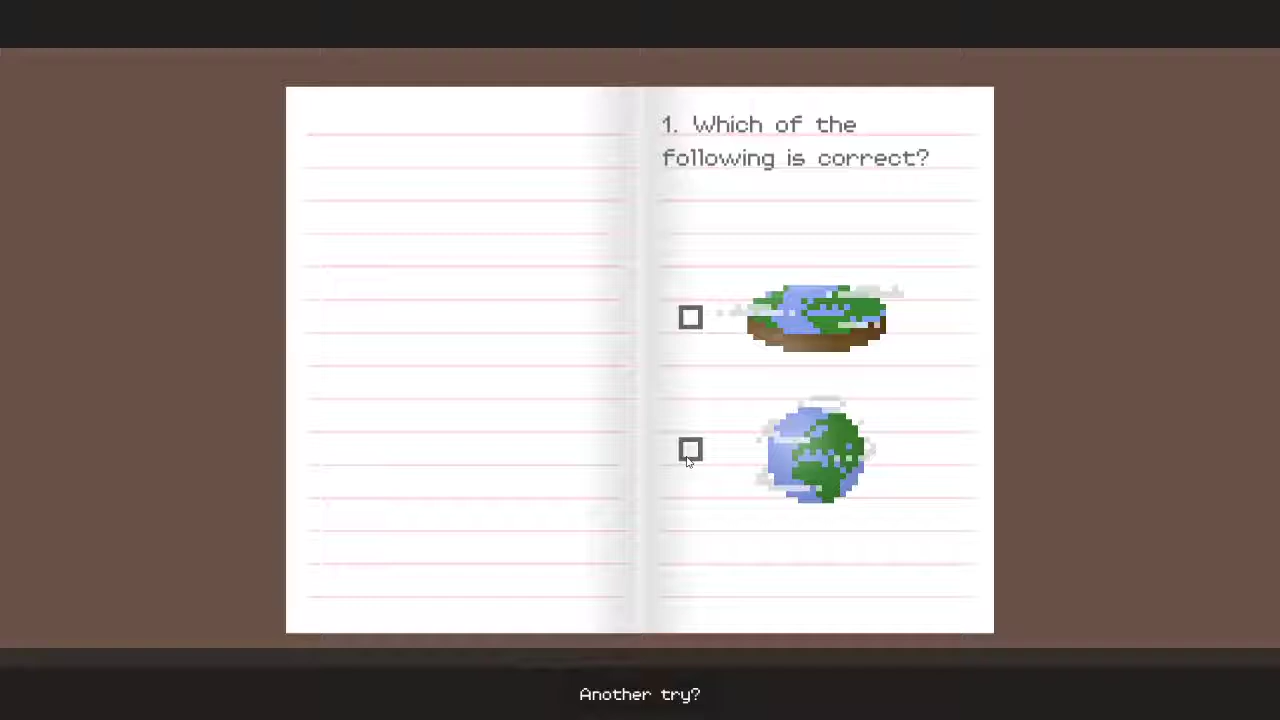 1. Which of the
following is correct?
Another try?